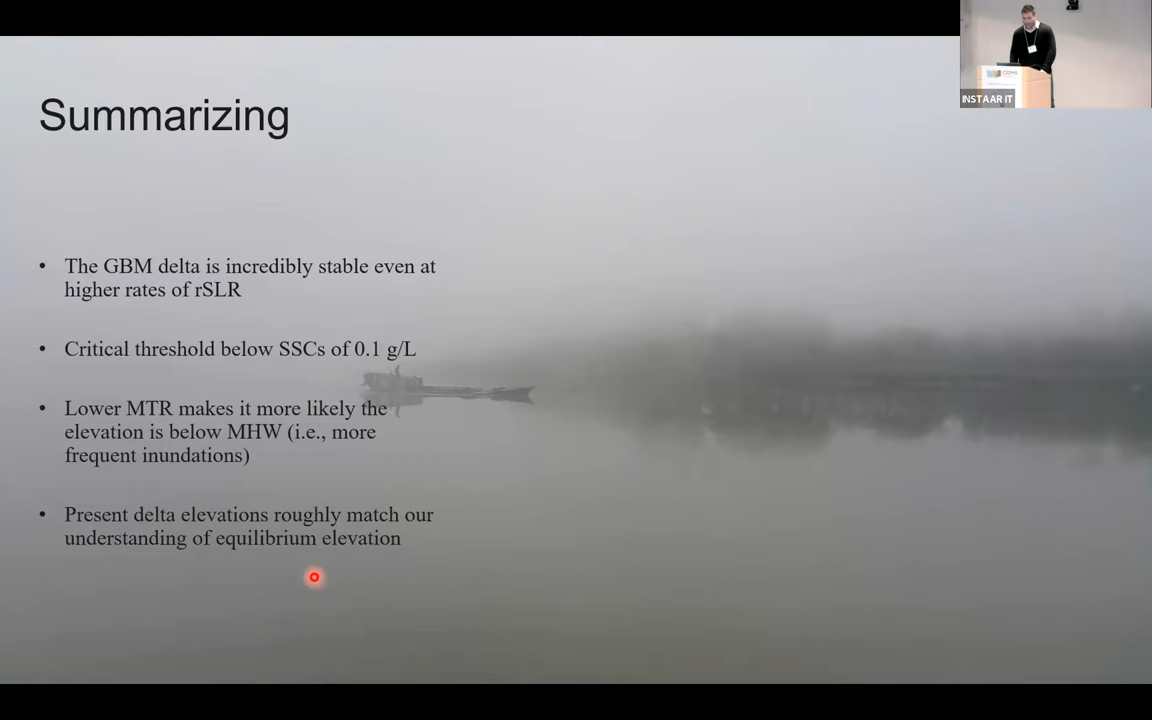 Summarizing
• The GBM delta is incredibly stable even at
higher rates of rSLR
• Critical threshold below SSCs of 0.1 g/L
• Lower MTR makes it more likely the
elevation is below MHW (i.e., more
frequent inundations)
• Present delta elevations roughly match our
understanding of equilibrium elevation
CSDMS
INSTAAR IT